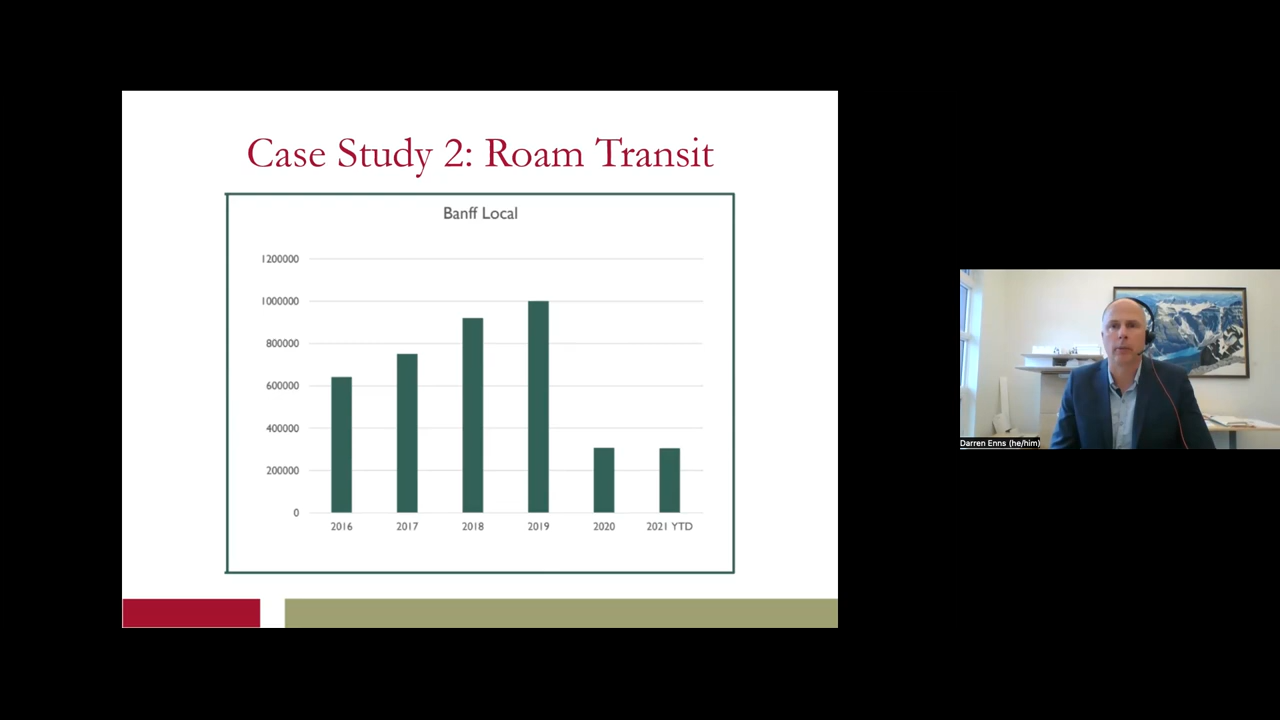 Case Study 2: Roam Transit
Banff Local
1200000
1000000
800000
600000
400000
200000
0
2016 2017 2018 2019 2020 2021 YTD
Darren Enns (he/him)